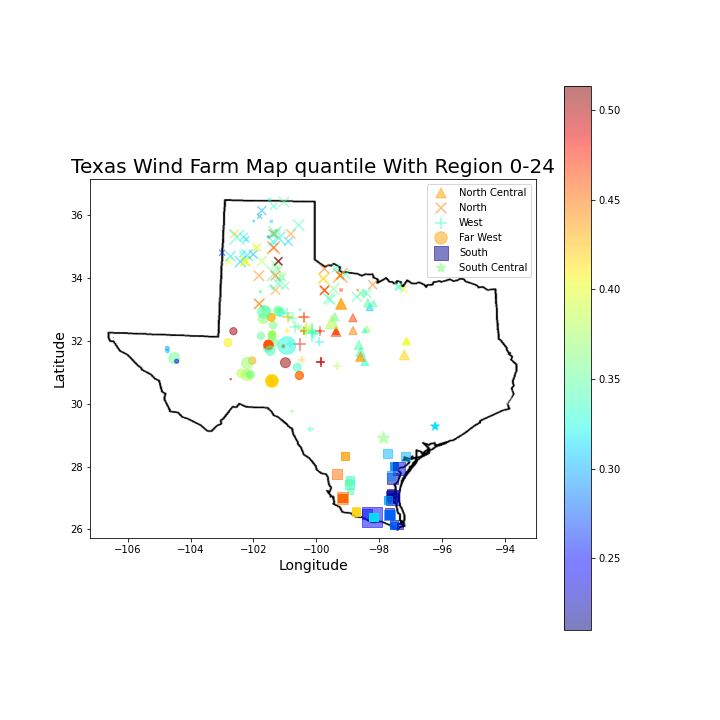 Texas Wind Farm Map quantile With Region 0-24
North Central
North
West
Far West
South
South Central
36
34
32
30
28
26
Latitude
−106
−104
−102
−100
−98
−96
−94
Longitude
0.50
0.45
0.40
0.35
0.30
0.25